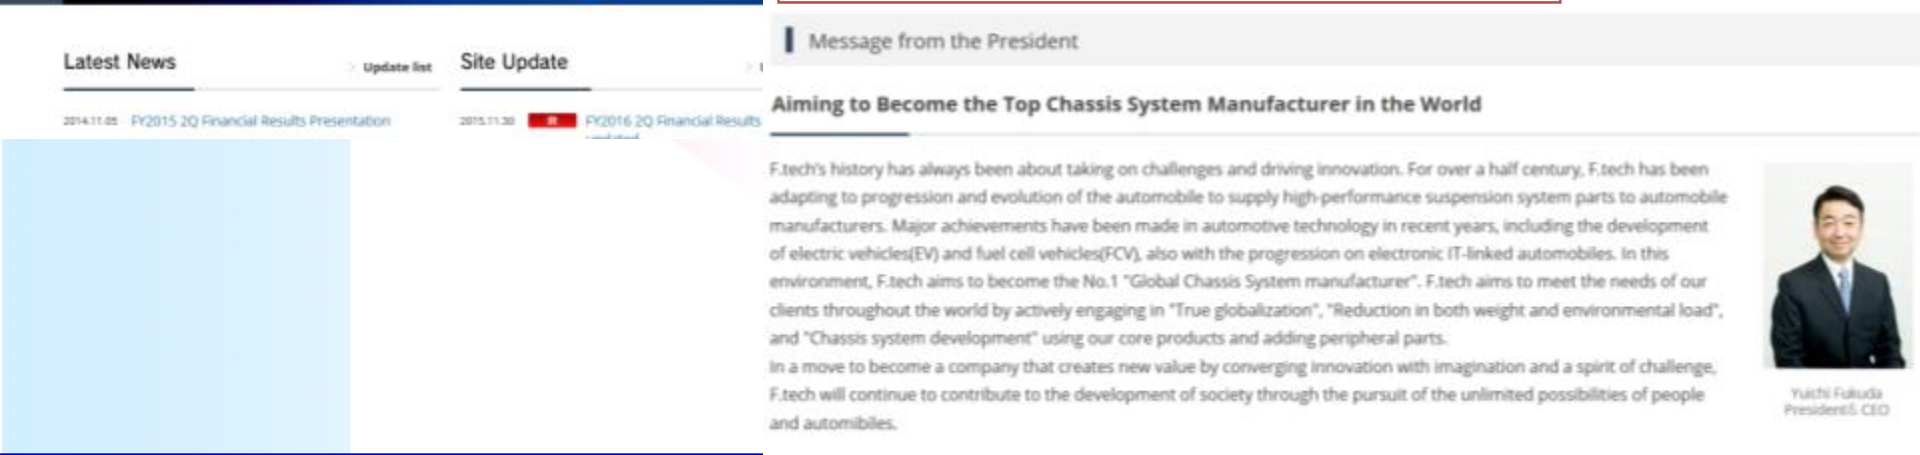 Latest News
Update list
2014.11.05 FY2015 2Q Financial Results Presentation
Site Update
2015.11.30 IR FY2016 2Q Financial Results
updated
Message from the President
Aiming to Become the Top Chassis System Manufacturer in the World
F.tech's history has always been about taking on challenges and driving innovation. For over a half century, F.tech has been
adapting to progression and evolution of the automobile to supply high-performance suspension system parts to automobile
manufacturers. Major achievements have been made in automotive technology in recent years, including the development
of electric vehicles(EV) and fuel cell vehicles(FCV), also with the progression on electronic IT-linked automobiles. In this
environment, F.tech aims to become the No.1 "Global Chassis System manufacturer". F.tech aims to meet the needs of our
clients throughout the world by actively engaging in "True globalization", "Reduction in both weight and environmental load",
and "Chassis system development" using our core products and adding peripheral parts.
In a move to become a company that creates new value by converging innovation with imagination and a spirit of challenge,
F.tech will continue to contribute to the development of society through the pursuit of the unlimited possibilities of people
and automibiles.
Yuichi Fukuda
President& CEO